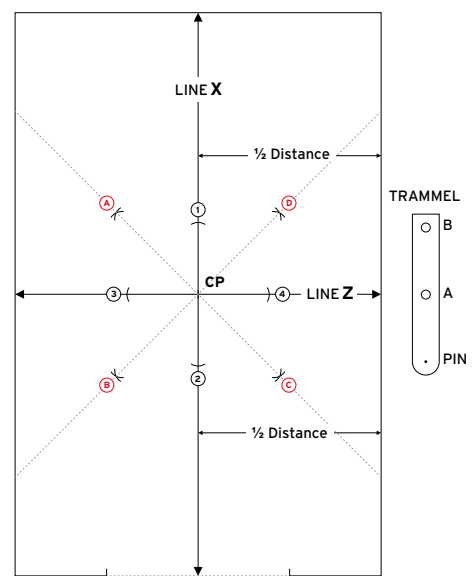 LINE X
½ Distance
TRAMMEL
A
D
B
1
CP
3
4
LINE Z
A
PIN
2
B
C
½ Distance